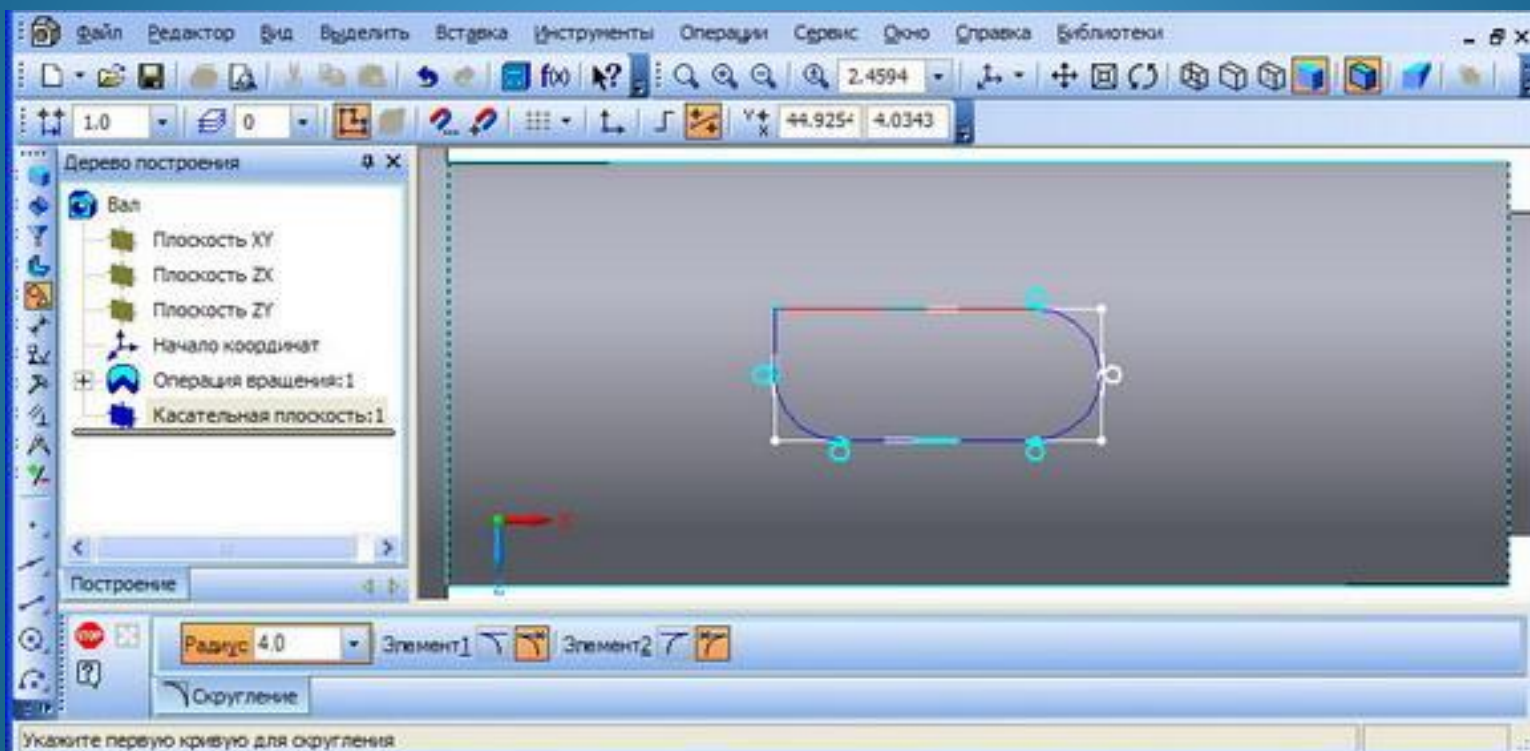 Файл Редактор Вид Выделить Вставка Инструменты Операции Сервис Окно Справка Библиотеки
f(x) 2.4594
1.0 0 44.9254 4.0343
Дерево построения
Вал
Плоскость XY
Плоскость ZX
Плоскость ZY
Начало координат
Операция вращения:1
Касательная плоскость:1
Построение
STOP Радиус 4.0 Элемент1 Элемент2
Скругление
Укажите первую кривую для скругления